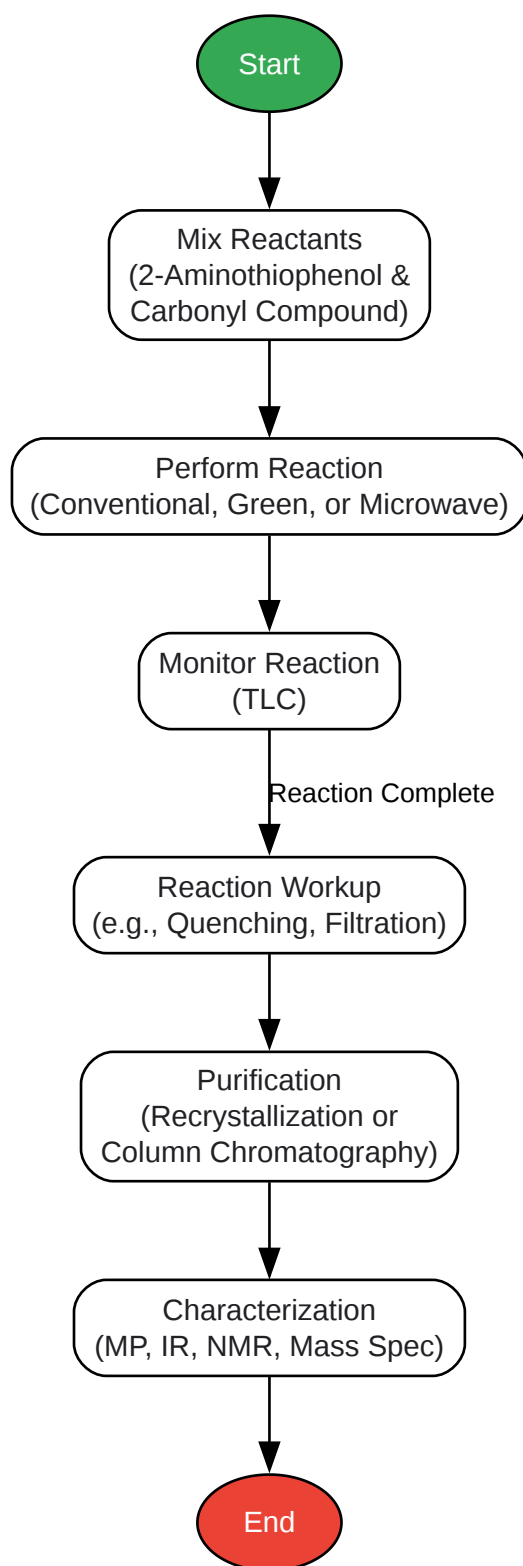 Start
Mix Reactants
(2-Aminothiophenol &
Carbonyl Compound)
Perform Reaction
(Conventional, Green, or Microwave)
Monitor Reaction
(TLC)
Reaction Complete
Reaction Workup
(e.g., Quenching, Filtration)
Purification
(Recrystallization or
Column Chromatography)
Characterization
(MP, IR, NMR, Mass Spec)
End